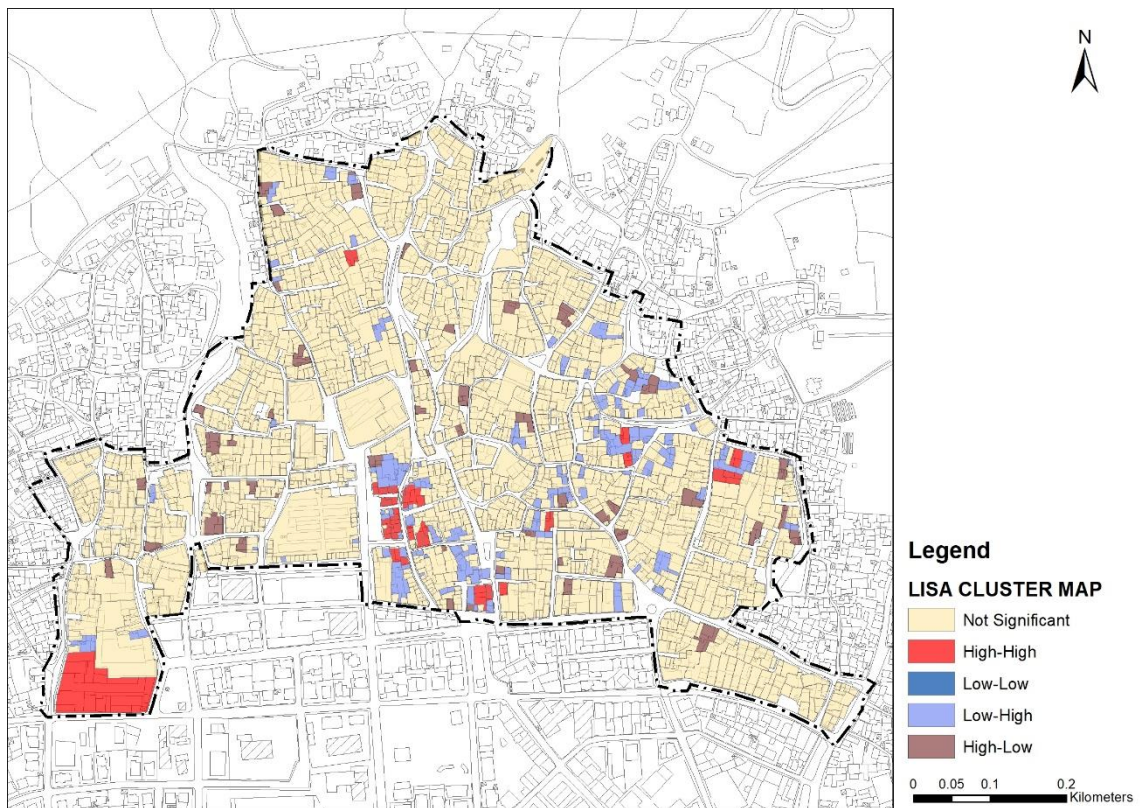 N
Legend
LISA CLUSTER MAP
Not Significant
High-High
Low-Low
Low-High
High-Low
0 0.05 0.1 0.2
Kilometers